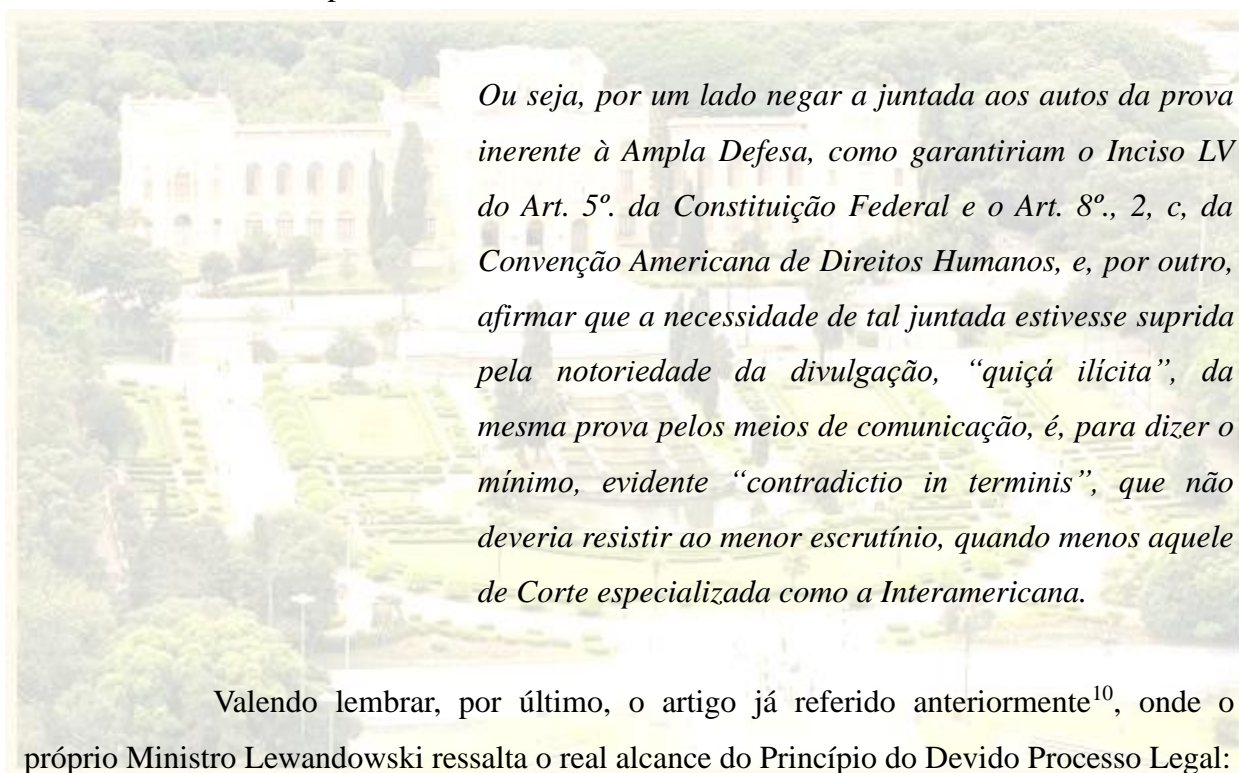 Ou seja, por um lado negar a juntada aos autos da prova
inerente à Ampla Defesa, como garantiriam o Inciso LV
do Art. 5º. da Constituição Federal e o Art. 8º., 2, c, da
Convenção Americana de Direitos Humanos, e, por outro,
afirmar que a necessidade de tal juntada estivesse suprida
pela notoriedade da divulgação, “quiçá ilícita”, da
mesma prova pelos meios de comunicação, é, para dizer o
mínimo, evidente “contradictio in terminis”, que não
deveria resistir ao menor escrutínio, quando menos aquele
de Corte especializada como a Interamericana.
Valendo lembrar, por último, o artigo já referido anteriormente10, onde o
próprio Ministro Lewandowski ressalta o real alcance do Princípio do Devido Processo Legal: